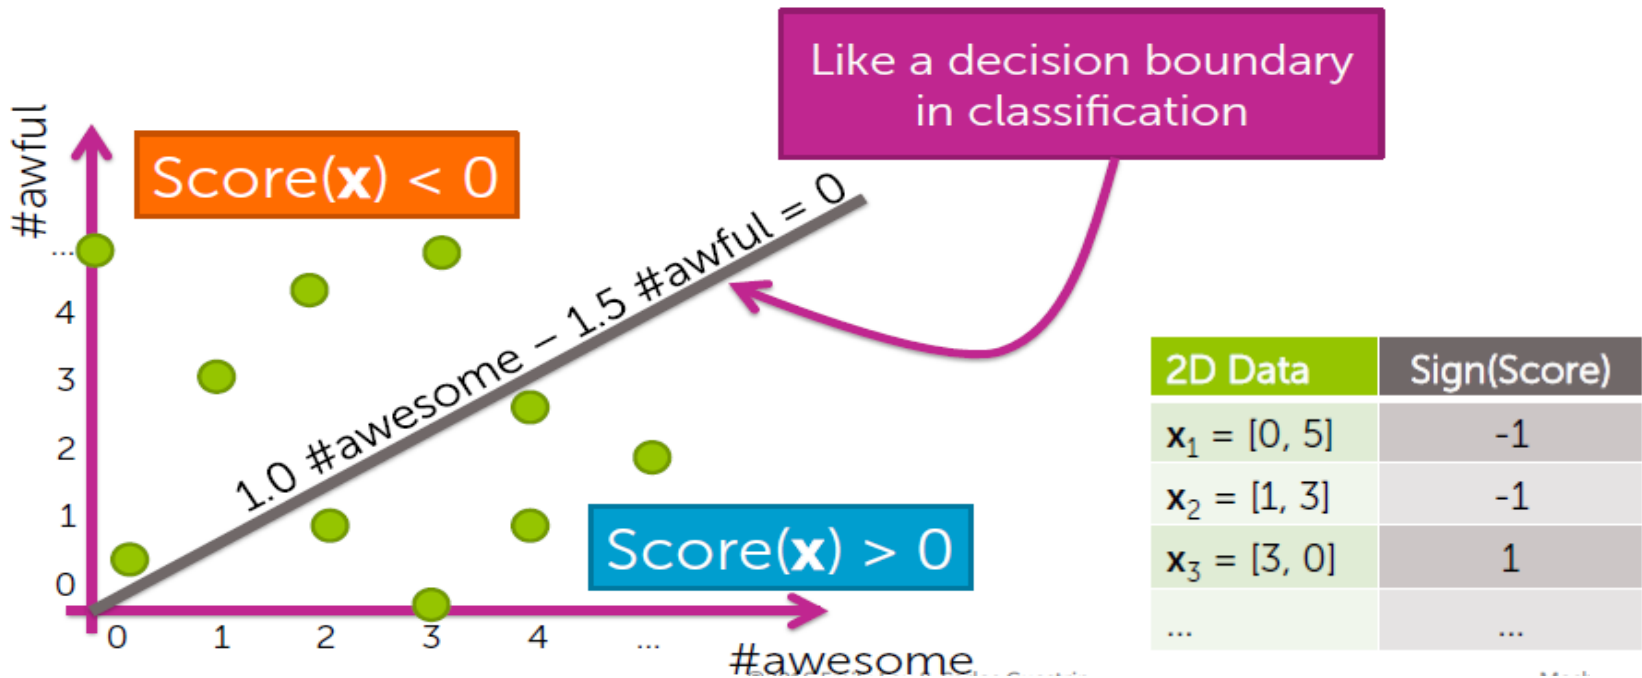 Like a decision boundary
in classification
#awful
Score(x) < 0
1.0 #awesome – 1.5 #awful = 0
...
4
3
2
1
0
Score(x) > 0
0 1 2 3 4 ...
#awesome
2D Data Sign(Score)
x1 = [0, 5] -1
x2 = [1, 3] -1
x3 = [3, 0] 1
... ...